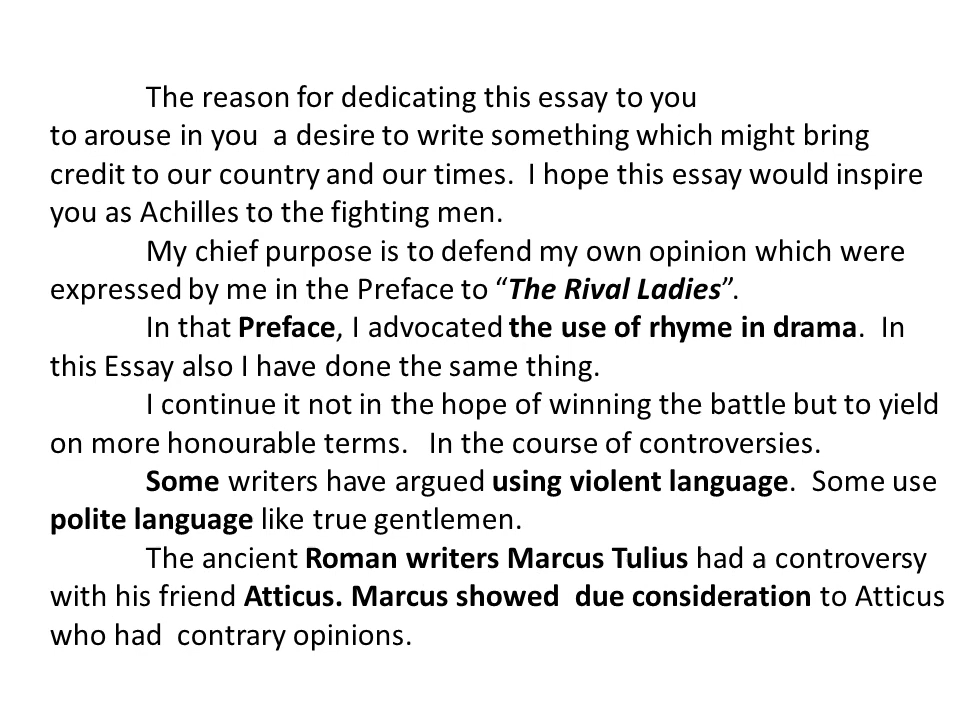 The reason for dedicating this essay to you
to arouse in you  a desire to write something which might bring
credit to our country and our times.  I hope this essay would inspire
you as Achilles to the fighting men.
My chief purpose is to defend my own opinion which were
expressed by me in the Preface to “The Rival Ladies”.
In that Preface, I advocated the use of rhyme in drama.  In
this Essay also I have done the same thing.
I continue it not in the hope of winning the battle but to yield
on more honourable terms.   In the course of controversies.
Some writers have argued using violent language.  Some use
polite language like true gentlemen.
The ancient Roman writers Marcus Tulius had a controversy
with his friend Atticus. Marcus showed  due consideration to Atticus
who had  contrary opinions.